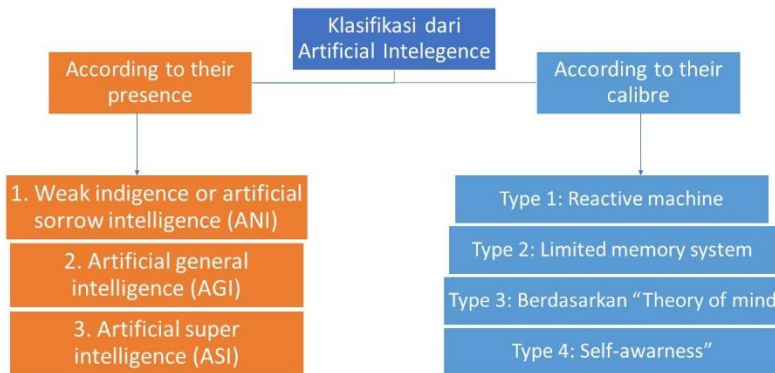 Klasifikasi dari
Artificial Intelegence
According to their
presence
According to their
calibre
1. Weak indigence or artificial
sorrow intelligence (ANI)
2. Artificial general
intelligence (AGI)
3. Artificial super
intelligence (ASI)
Type 1: Reactive machine
Type 2: Limited memory system
Type 3: Berdasarkan “Theory of mind
Type 4: Self-awarness”